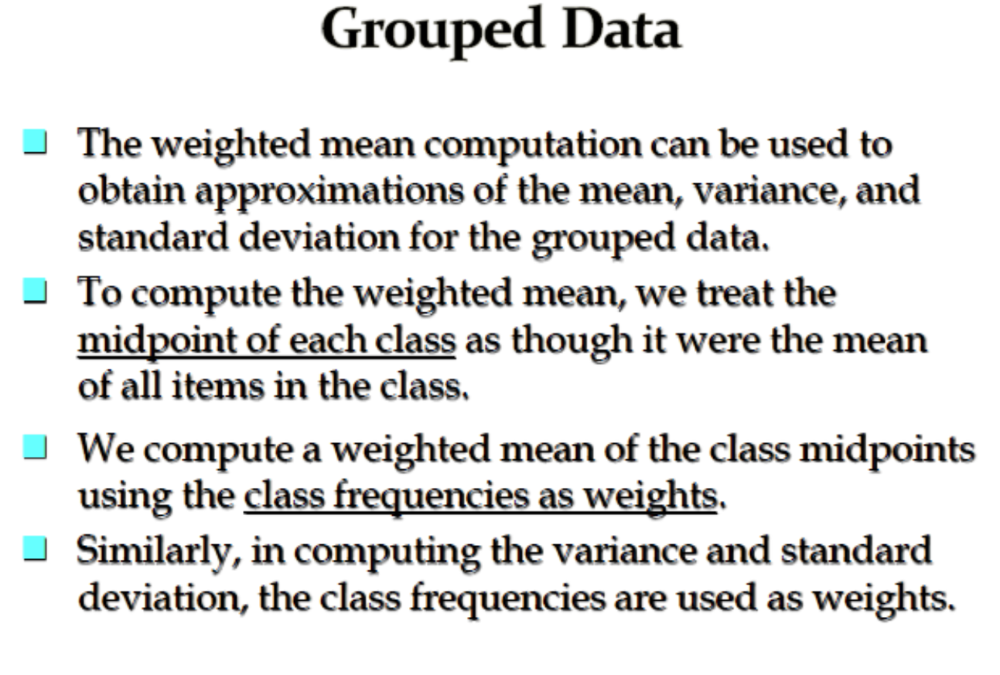 Grouped Data
The weighted mean computation can be used to
obtain approximations of the mean, variance, and
standard deviation for the grouped data.
To compute the weighted mean, we treat the
midpoint of each class as though it were the mean
of all items in the class.
We compute a weighted mean of the class midpoints
using the class frequencies as weights.
Similarly, in computing the variance and standard
deviation, the class frequencies are used as weights.